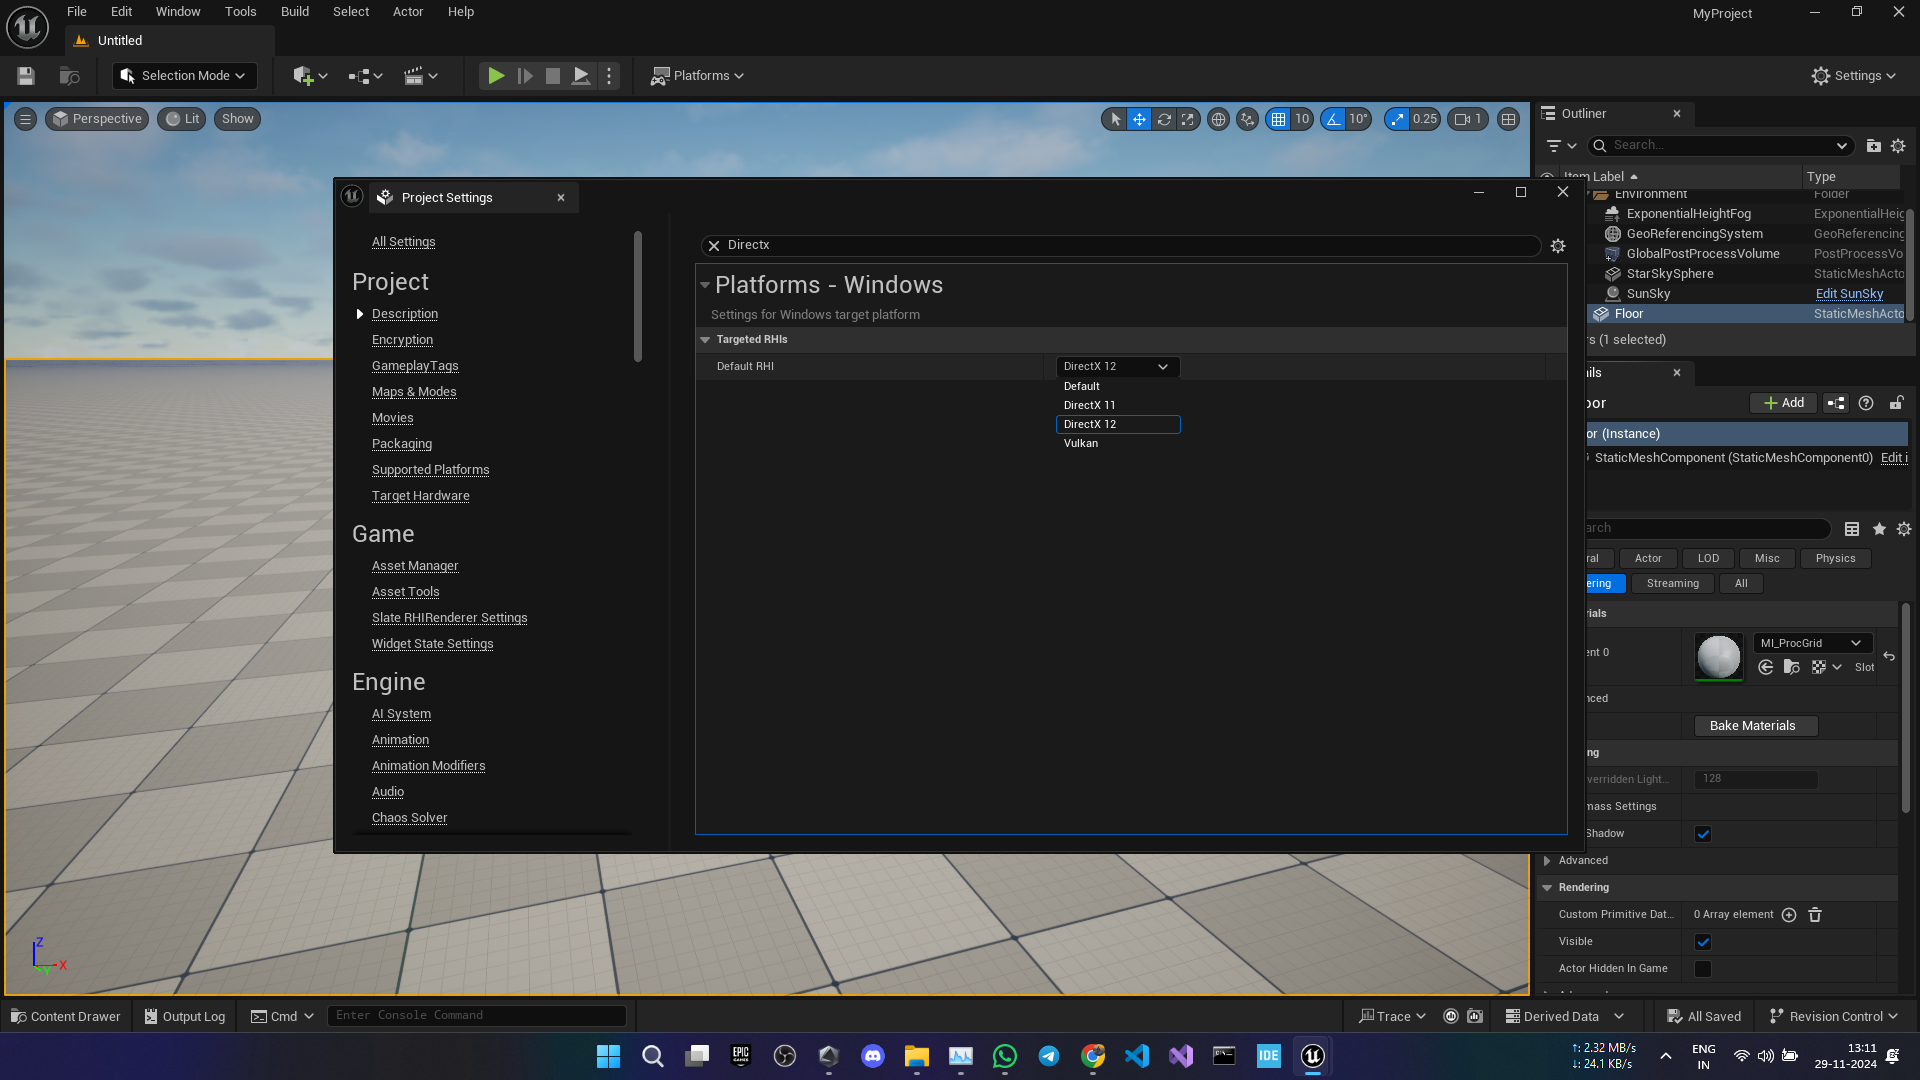 File Edit Window Tools Build Select Actor Help
MyProject
Untitled
Selection Mode
Platforms
Settings
Perspective Lit Show
10 10° 0.25 1
Outliner
Search...
Item Label Type
Environment Folder
ExponentialHeightFog ExponentialHeig
GeoReferencingSystem GeoReferencing
GlobalPostProcessVolume PostProcessVo
StarSkySphere StaticMeshActo
SunSky Edit SunSky
Floor StaticMeshActo
rs (1 selected)
Project Settings
All Settings
Project
Description
Encryption
GameplayTags
Maps & Modes
Movies
Packaging
Supported Platforms
Target Hardware
Game
Asset Manager
Asset Tools
Slate RHIRenderer Settings
Widget State Settings
Engine
AI System
Animation
Animation Modifiers
Audio
Chaos Solver
Directx
Platforms - Windows
Settings for Windows target platform
Targeted RHIs
Default RHI DirectX 12
Default
DirectX 11
DirectX 12
Vulkan
ils
oor Add
or (Instance)
StaticMeshComponent (StaticMeshComponent0) Edit i
arch
ral Actor LOD Misc Physics
ering Streaming All
rials
ent 0 MI_ProcGrid
Slot
nced
Bake Materials
ng
verridden Light... 128
mass Settings
Shadow
Advanced
Rendering
Custom Primitive Dat... 0 Array element
Visible
Actor Hidden In Game
Z
Y X
Content Drawer Output Log Cmd Enter Console Command
Trace Derived Data All Saved Revision Control
EPIC GAMES
IDE
↑: 2.32 MB/s
↓: 24.1 KB/s
ENG
IN
13:11
29-11-2024